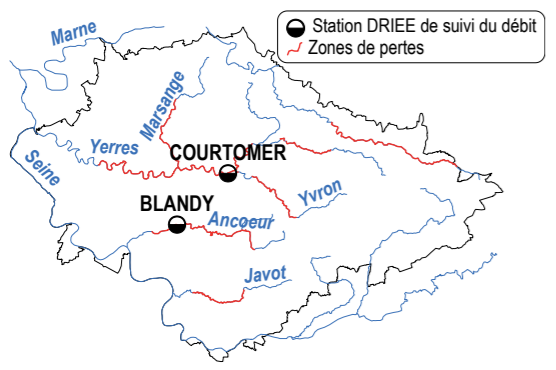 Station DRIEE de suivi du débit
Zones de pertes
Marne
Marsange
Yerres
COURTOMER
Seine
Yvron
BLANDY
Ancoeur
Javot